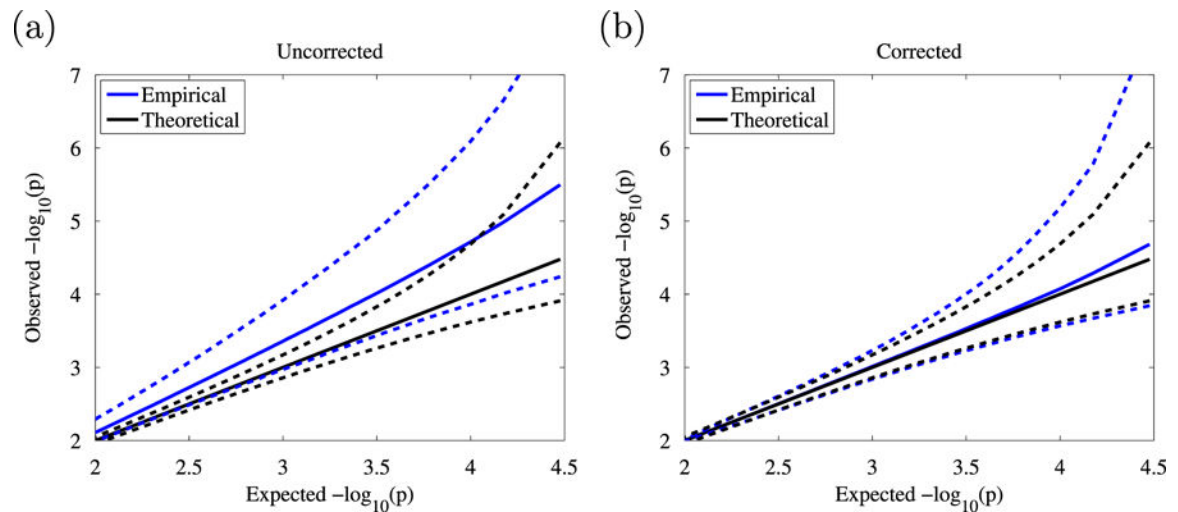 (a)
Uncorrected
7
6
5
4
3
2
Observed −log10(p)
Empirical
Theoretical
2 2.5 3 3.5 4 4.5
Expected −log10(p)
(b)
Corrected
7
6
5
4
3
2
Observed −log10(p)
Empirical
Theoretical
2 2.5 3 3.5 4 4.5
Expected −log10(p)